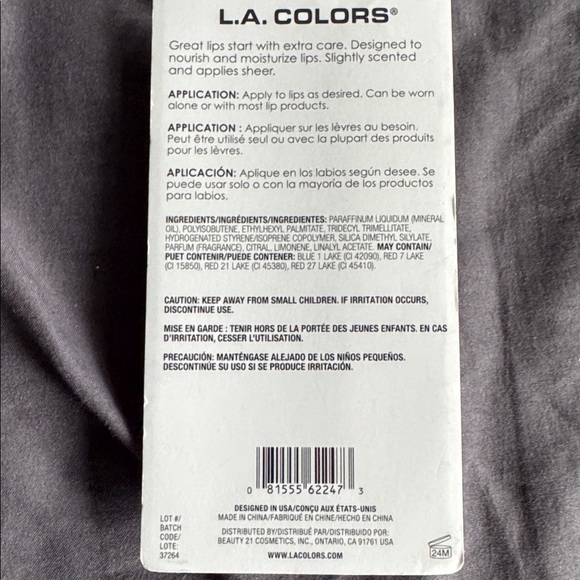 L.A. COLORS®
Great lips start with extra care. Designed to
nourish and moisturize lips. Slightly scented
and applies sheer.
APPLICATION: Apply to lips as desired. Can be worn
alone or with most lip products.
APPLICATION : Appliquer sur les lèvres au besoin.
Peut être utilisé seul ou avec la plupart des produits
pour les lèvres.
APLICACIÓN: Aplique en los labios según desee. Se
puede usar solo o con la mayoría de los productos
para labios.
INGREDIENTS/INGRÉDIENTS/INGREDIENTES: PARAFFINUM LIQUIDUM (MINERAL
OIL), POLYISOBUTENE, ETHYLHEXYL PALMITATE, TRIDECYL TRIMELLITATE,
HYDROGENATED STYRENE/ISOPRENE COPOLYMER, SILICA DIMETHYL SILYLATE,
PARFUM (FRAGRANCE), CITRAL, LIMONENE, LINALYL ACETATE. MAY CONTAIN/
PUET CONTENIR/PUEDE CONTENER: BLUE 1 LAKE (CI 42090), RED 7 LAKE
(CI 15850), RED 21 LAKE (CI 45380), RED 27 LAKE (CI 45410).
CAUTION: KEEP AWAY FROM SMALL CHILDREN. IF IRRITATION OCCURS,
DISCONTINUE USE.
MISE EN GARDE : TENIR HORS DE LA PORTÉE DES JEUNES ENFANTS. EN CAS
D'IRRITATION, CESSER L'UTILISATION.
PRECAUCIÓN: MANTÉNGASE ALEJADO DE LOS NIÑOS PEQUEÑOS.
DESCONTINÚE SU USO SI SE PRODUCE IRRITACIÓN.
0 81555 62247 3
DESIGNED IN USA/CONÇU AUX ÉTATS-UNIS
MADE IN CHINA/FABRIQUÉ EN CHINE/HECHO EN CHINA
DISTRIBUTED BY/DISTRIBUÉ PAR/DISTRIBUIDO POR:
BEAUTY 21 COSMETICS, INC., ONTARIO, CA 91761 USA
WWW.LACOLORS.COM
LOT #/
BATCH
CODE/
LOTE:
37264
24M